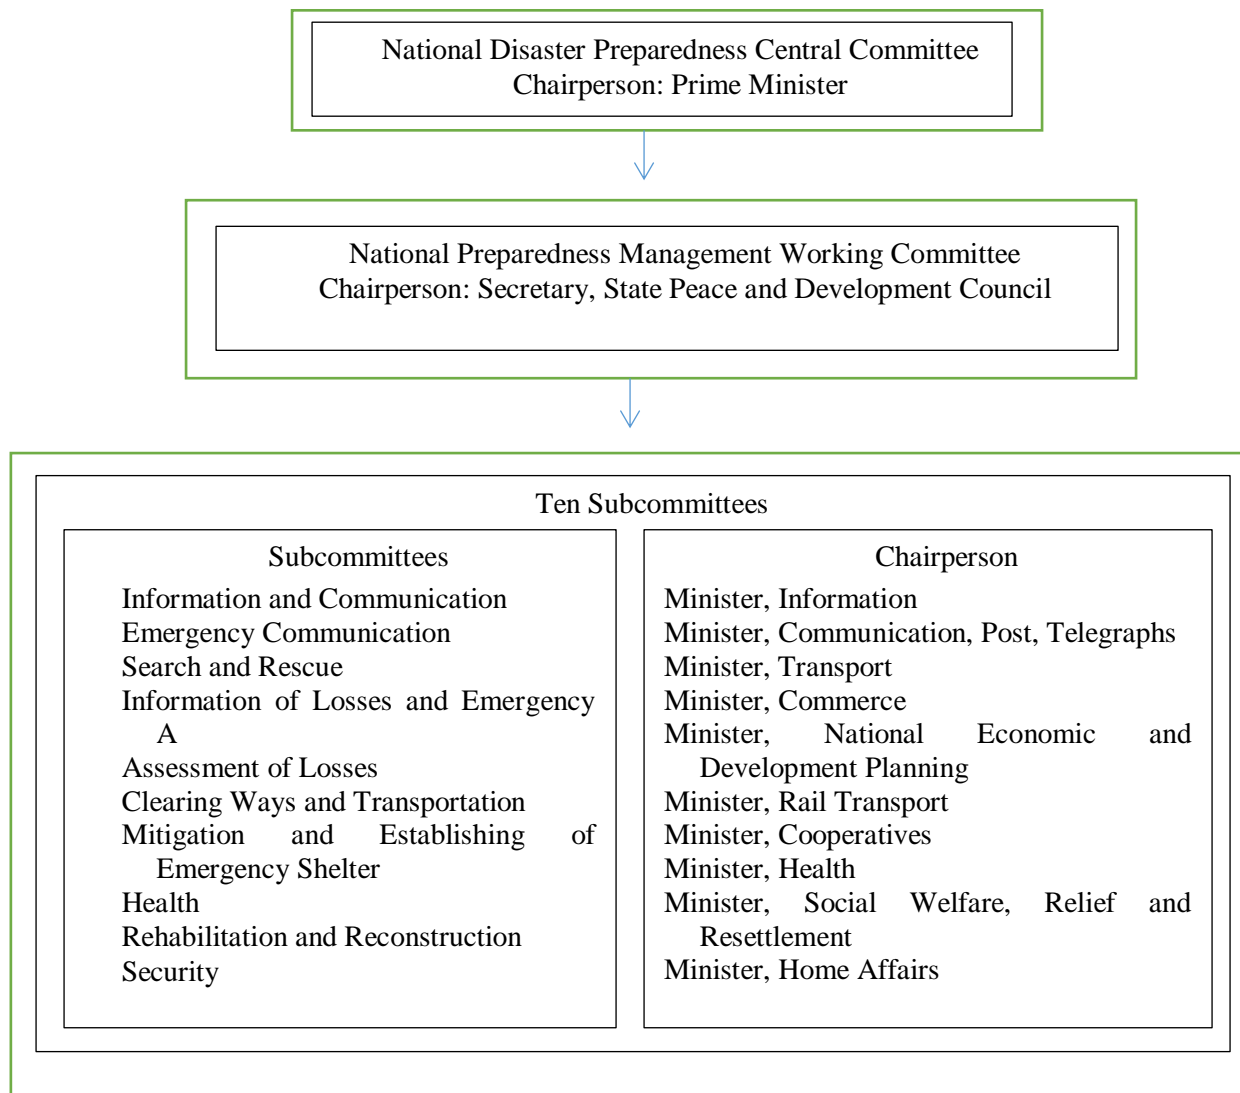 National Disaster Preparedness Central Committee
Chairperson: Prime Minister
National Preparedness Management Working Committee
Chairperson: Secretary, State Peace and Development Council
Ten Subcommittees
Subcommittees
Information and Communication
Emergency Communication
Search and Rescue
Information of Losses and Emergency
A
Assessment of Losses
Clearing Ways and Transportation
Mitigation and Establishing of
Emergency Shelter
Health
Rehabilitation and Reconstruction
Security
Chairperson
Minister, Information
Minister, Communication, Post, Telegraphs
Minister, Transport
Minister, Commerce
Minister, National Economic and
Development Planning
Minister, Rail Transport
Minister, Cooperatives
Minister, Health
Minister, Social Welfare, Relief and
Resettlement
Minister, Home Affairs